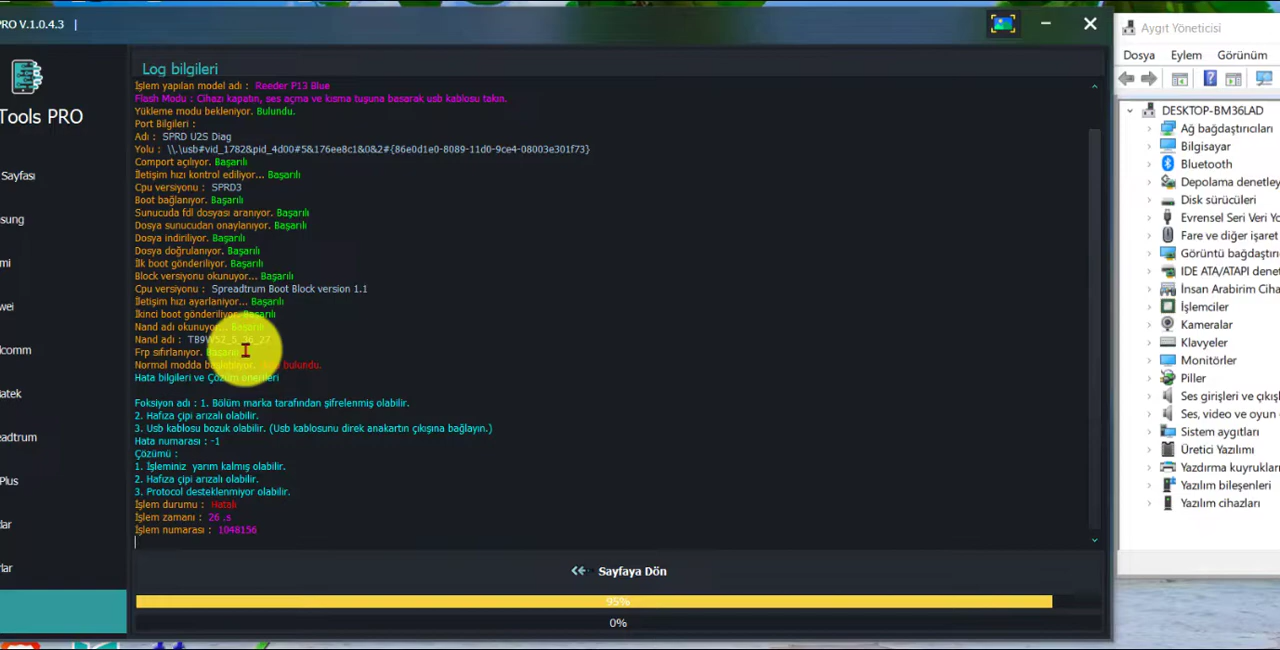 PRO V.1.0.4.3 |
Tools PRO
Sayfası
sung
mi
wei
comm
atek
eadtrum
Plus
lar
lar
Log bilgileri
İşlem yapılan model adı : Reeder P13 Blue
Flash Modu : Cihazı kapatın, ses açma ve kısma tuşuna basarak usb kablosu takın.
Yükleme modu bekleniyor. Bulundu.
Port Bilgileri :
Adı : SPRD U2S Diag
Yolu : \\.\usb#vid_1782&pid_4d00#5&176ee8c1&0&2#{86e0d1e0-8089-11d0-9ce4-08003e301f73}
Comport açılıyor. Başarılı
İletişim hızı kontrol ediliyor... Başarılı
Cpu versiyonu : SPRD3
Boot bağlanıyor. Başarılı
Sunucuda fdl dosyası aranıyor. Başarılı
Dosya sunucudan onaylanıyor. Başarılı
Dosya indiriliyor. Başarılı
Dosya doğrulanıyor. Başarılı
İlk boot gönderiliyor. Başarılı
Block versiyonu okunuyor... Başarılı
Cpu versiyonu : Spreadtrum Boot Block version 1.1
İletişim hızı ayarlanıyor... Başarılı
İkinci boot gönderiliyor. Başarılı
Nand adı okunuyor... Başarılı
Nand adı : TB9W52_5_36_27
Frp sıfırlanıyor. Başarılı
Normal modda başlatılıyor. bulundu.
Hata bilgileri ve Çözüm önerileri
Foksiyon adı : 1. Bölüm marka tarafından şifrelenmiş olabilir.
2. Hafıza çipi arızalı olabilir.
3. Usb kablosu bozuk olabilir. (Usb kablosunu direk anakartın çıkışına bağlayın.)
Hata numarası : -1
Çözümü :
1. İşleminiz yarım kalmış olabilir.
2. Hafıza çipi arızalı olabilir.
3. Protocol desteklenmiyor olabilir.
İşlem durumu : Hatalı
İşlem zamanı : 26 .s
İşlem numarası : 1048156
Sayfaya Dön
95%
0%
Aygıt Yöneticisi
Dosya Eylem Görünüm
DESKTOP-BM36LAD
Ağ bağdaştırıcıları
Bilgisayar
Bluetooth
Depolama denetley
Disk sürücüleri
Evrensel Seri Veri Yo
Fare ve diğer işaret
Görüntü bağdaştırı
IDE ATA/ATAPI denet
İnsan Arabirim Ciha
İşlemciler
Kameralar
Klavyeler
Monitörler
Piller
Ses girişleri ve çıkışl
Ses, video ve oyun
Sistem aygıtları
Üretici Yazılımı
Yazdırma kuyrukları
Yazılım bileşenleri
Yazılım cihazları